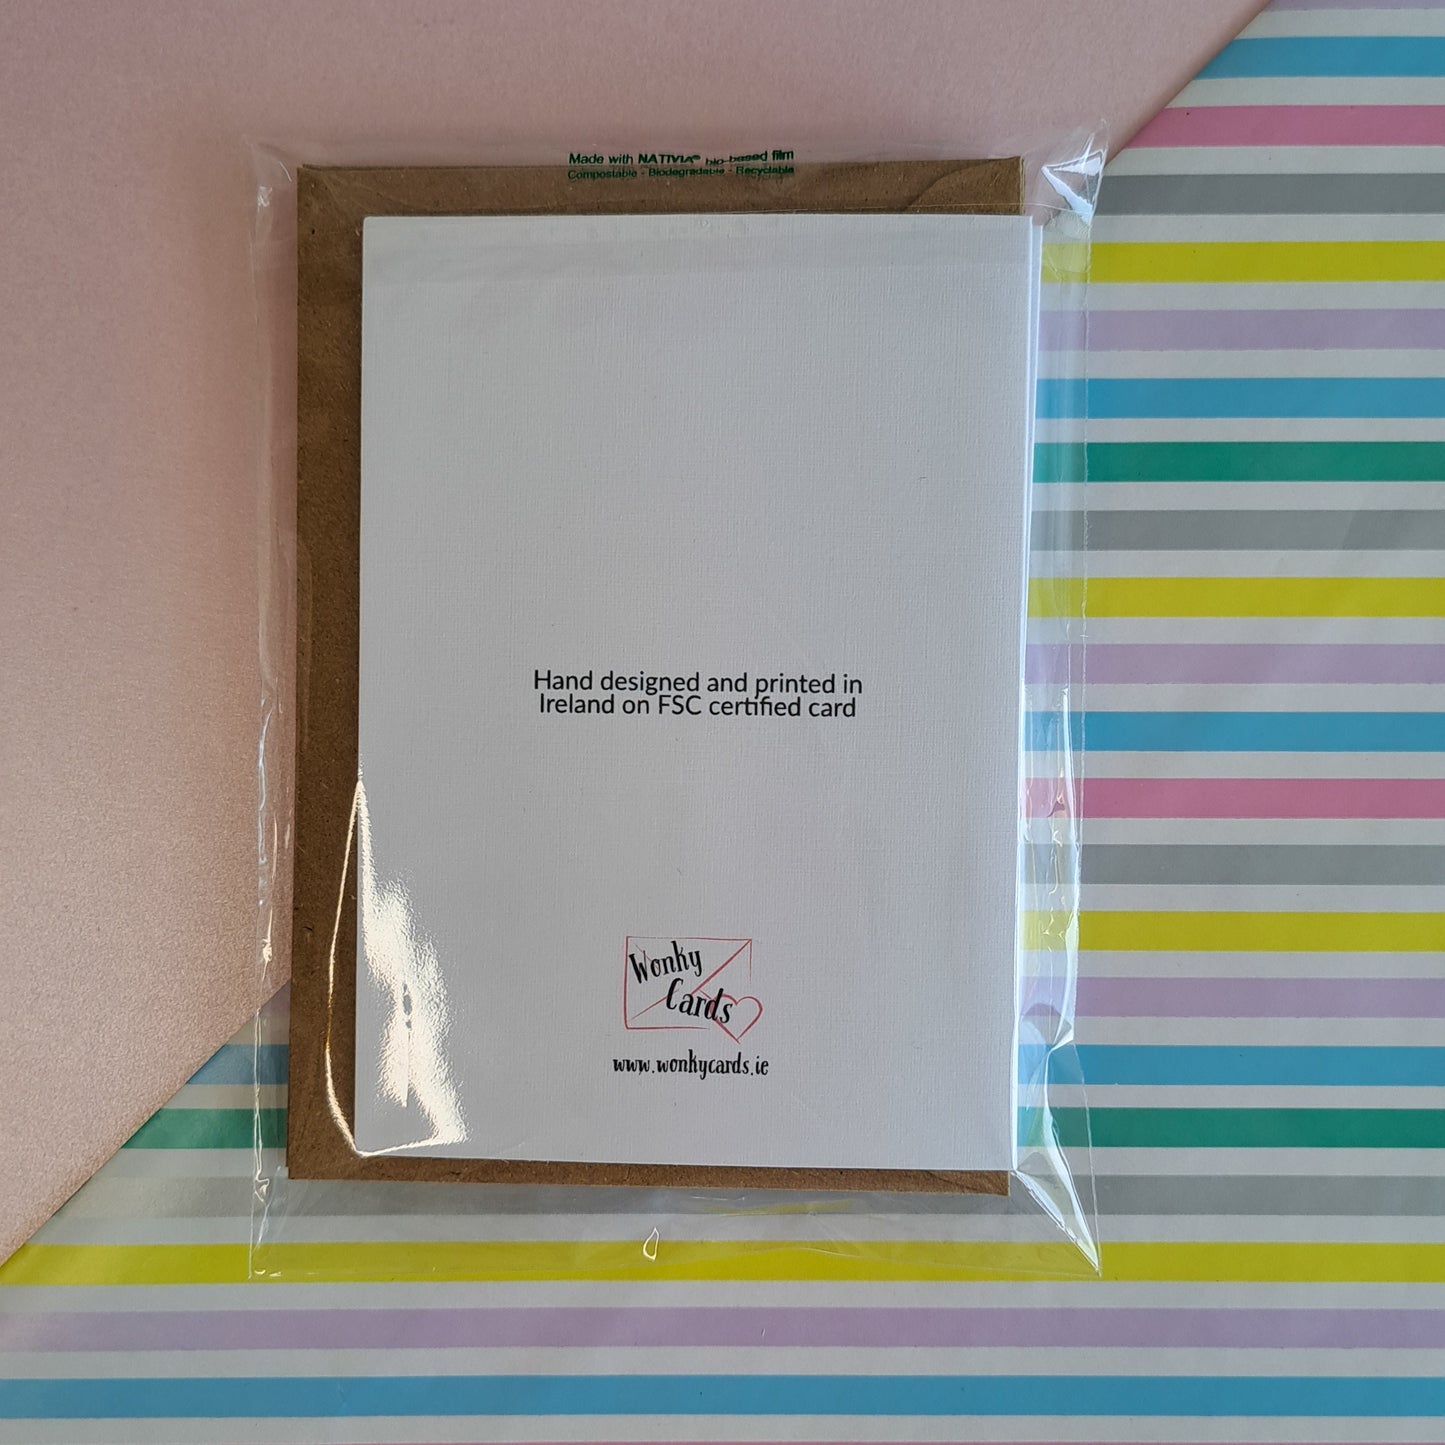 Made with NATIVIA® bio-based film
Compostable - Biodegradable - Recyclable
Hand designed and printed in
Ireland on FSC certified card
Wonky
Cards
www.wonkycards.ie